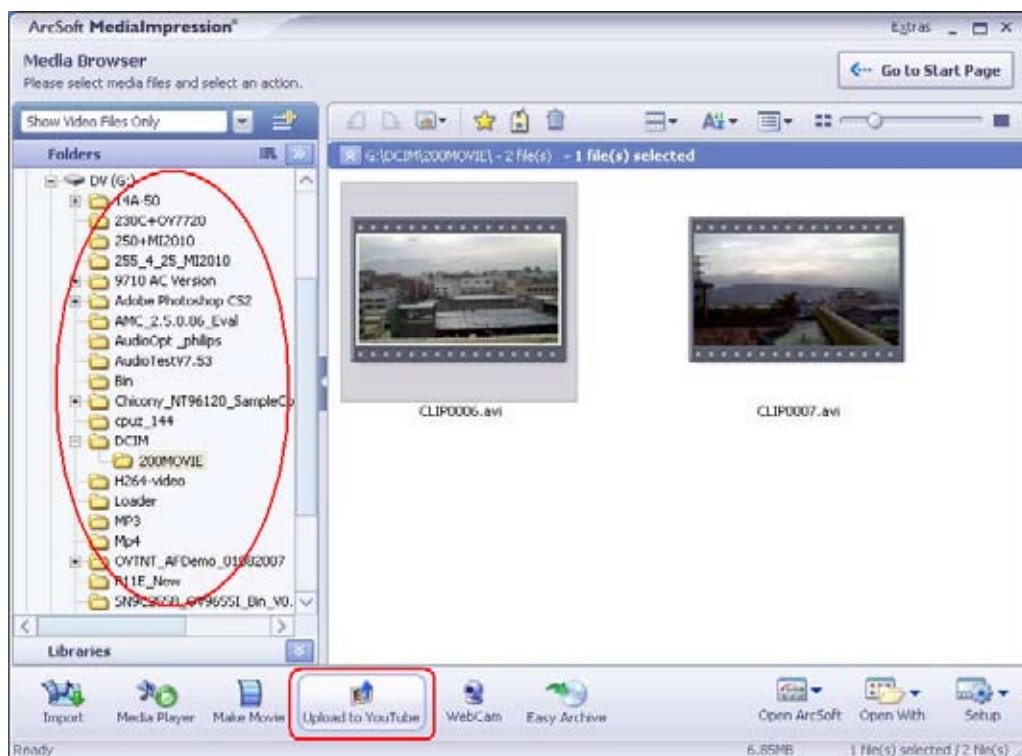 ArcSoft MediaImpression®
Extras
Media Browser
Please select media files and select an action.
Go to Start Page
Show Video Files Only
Folders
G:\DCIM\200MOVIE\ - 2 file(s) - 1 file(s) selected
DV (G:)
14A-50
230C+OV7720
250+MI2010
255_4_25_MI2010
9710 AC Version
Adobe Photoshop CS2
AMC_2.5.0.86_Eval
AudioOpt _philips
AudioTestV7.53
Bin
Chicony_NT96120_SampleCo
cpuz_144
DCIM
200MOVIE
H264-video
Loader
MP3
Mp4
OVTNT_AFDemo_01082007
R11E_New
CLIP0006.avi
CLIP0007.avi
Libraries
Import
Media Player
Make Movie
Upload to YouTube
WebCam
Easy Archive
Open ArcSoft
Open With
Setup
Ready
6.85MB
1 file(s) selected / 2 file(s)